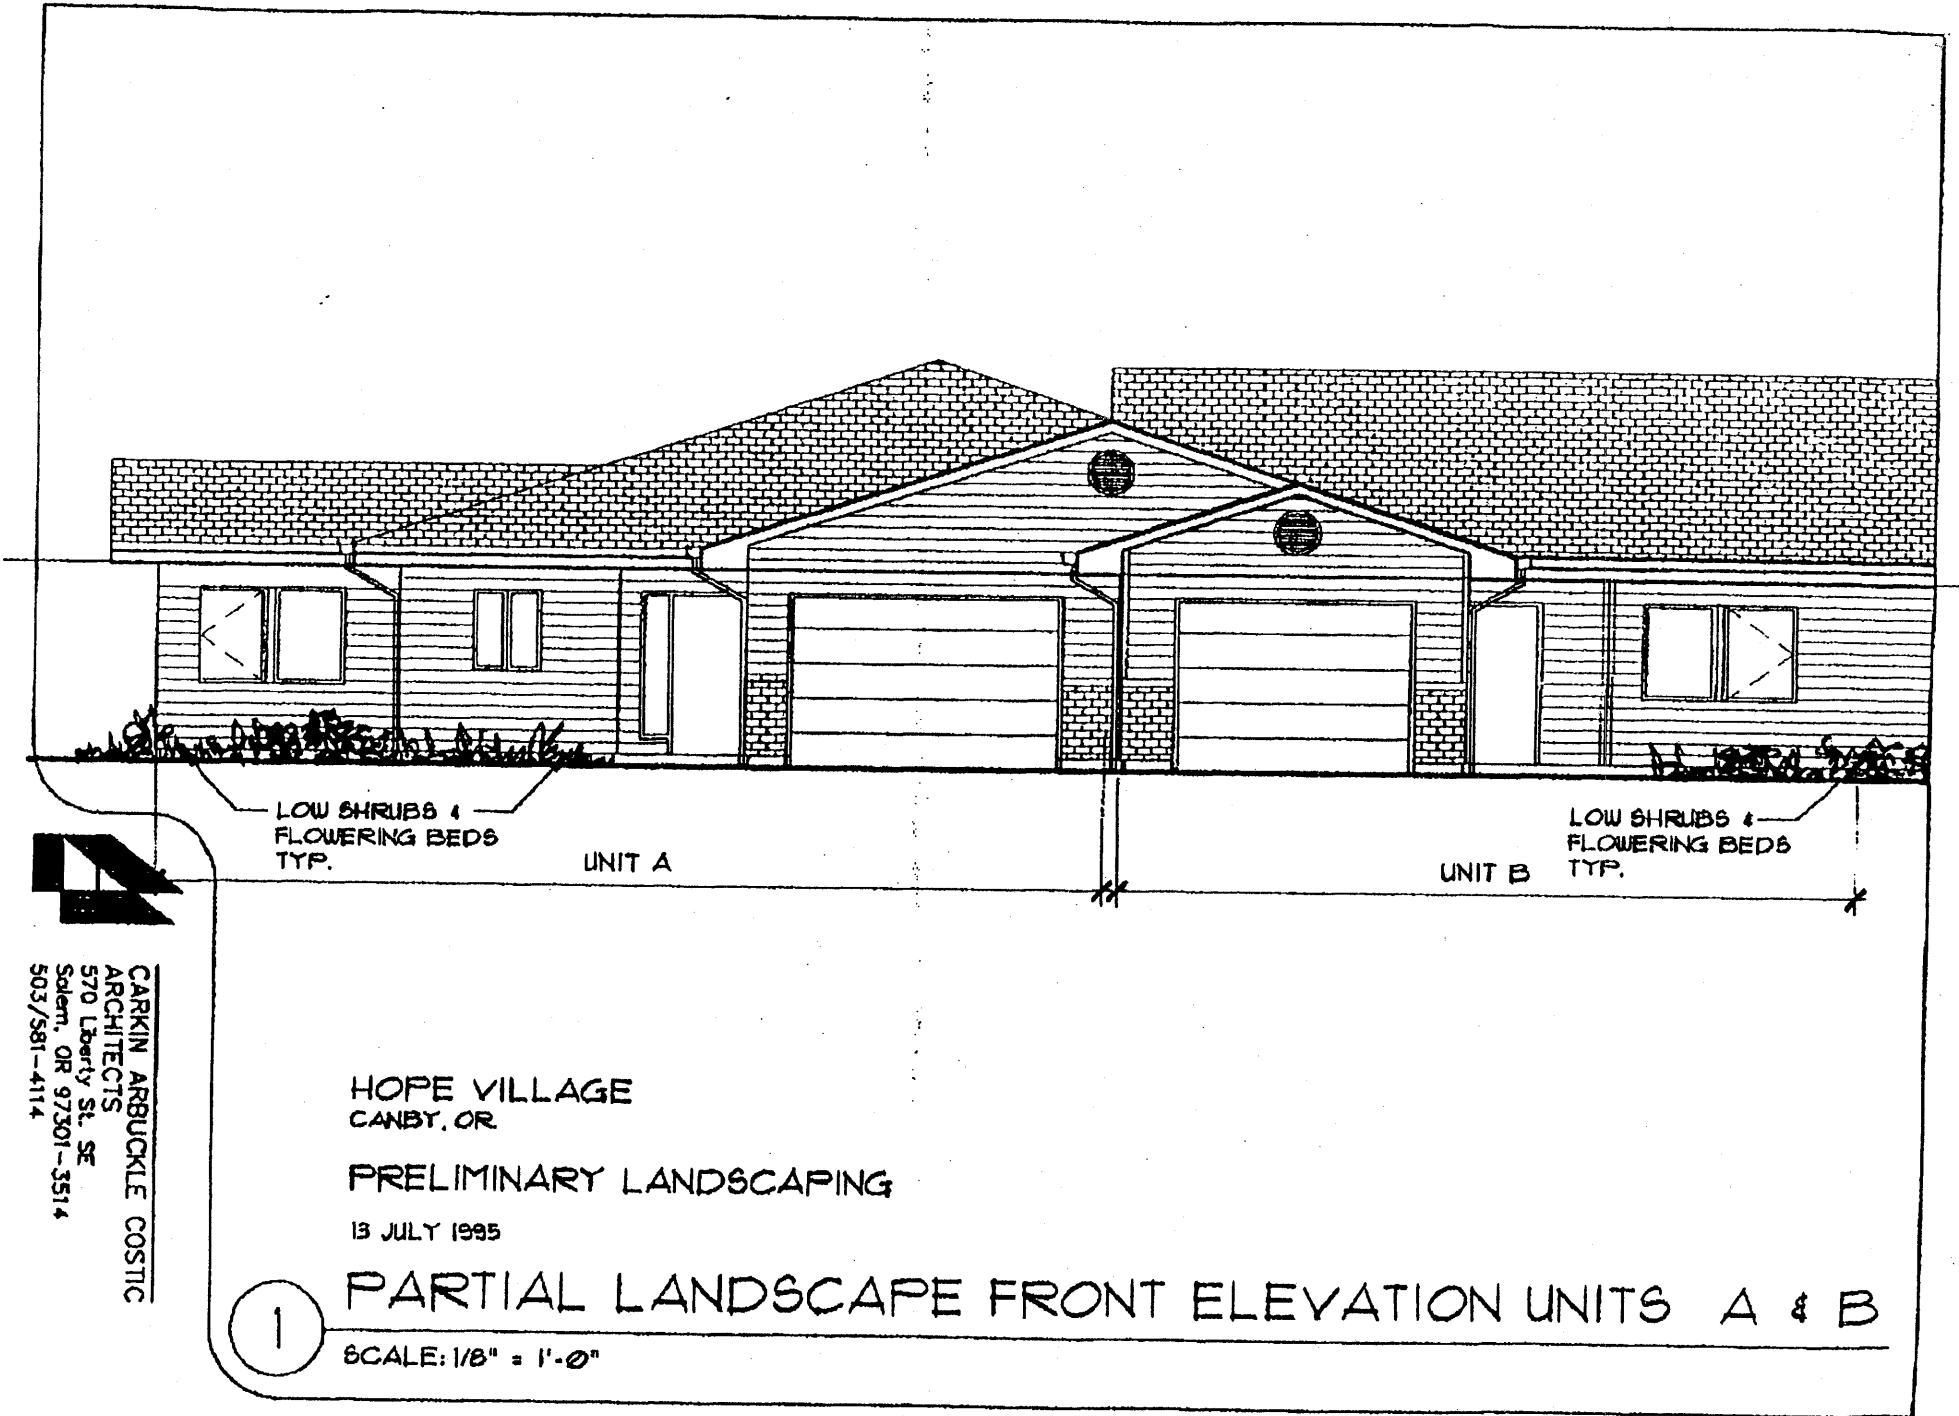 LOW SHRUBS &
FLOWERING BEDS
TYP.
UNIT A
LOW SHRUBS &
FLOWERING BEDS
TYP.
UNIT B
CARKIN ARBUCKLE COSTIC
ARCHITECTS
570 Liberty St. SE
Salem, OR 97301-3514
503/581-4114
HOPE VILLAGE
CANBY, OR
PRELIMINARY LANDSCAPING
13 JULY 1995
1
PARTIAL LANDSCAPE FRONT ELEVATION UNITS A & B
SCALE: 1/8" = 1'-0"